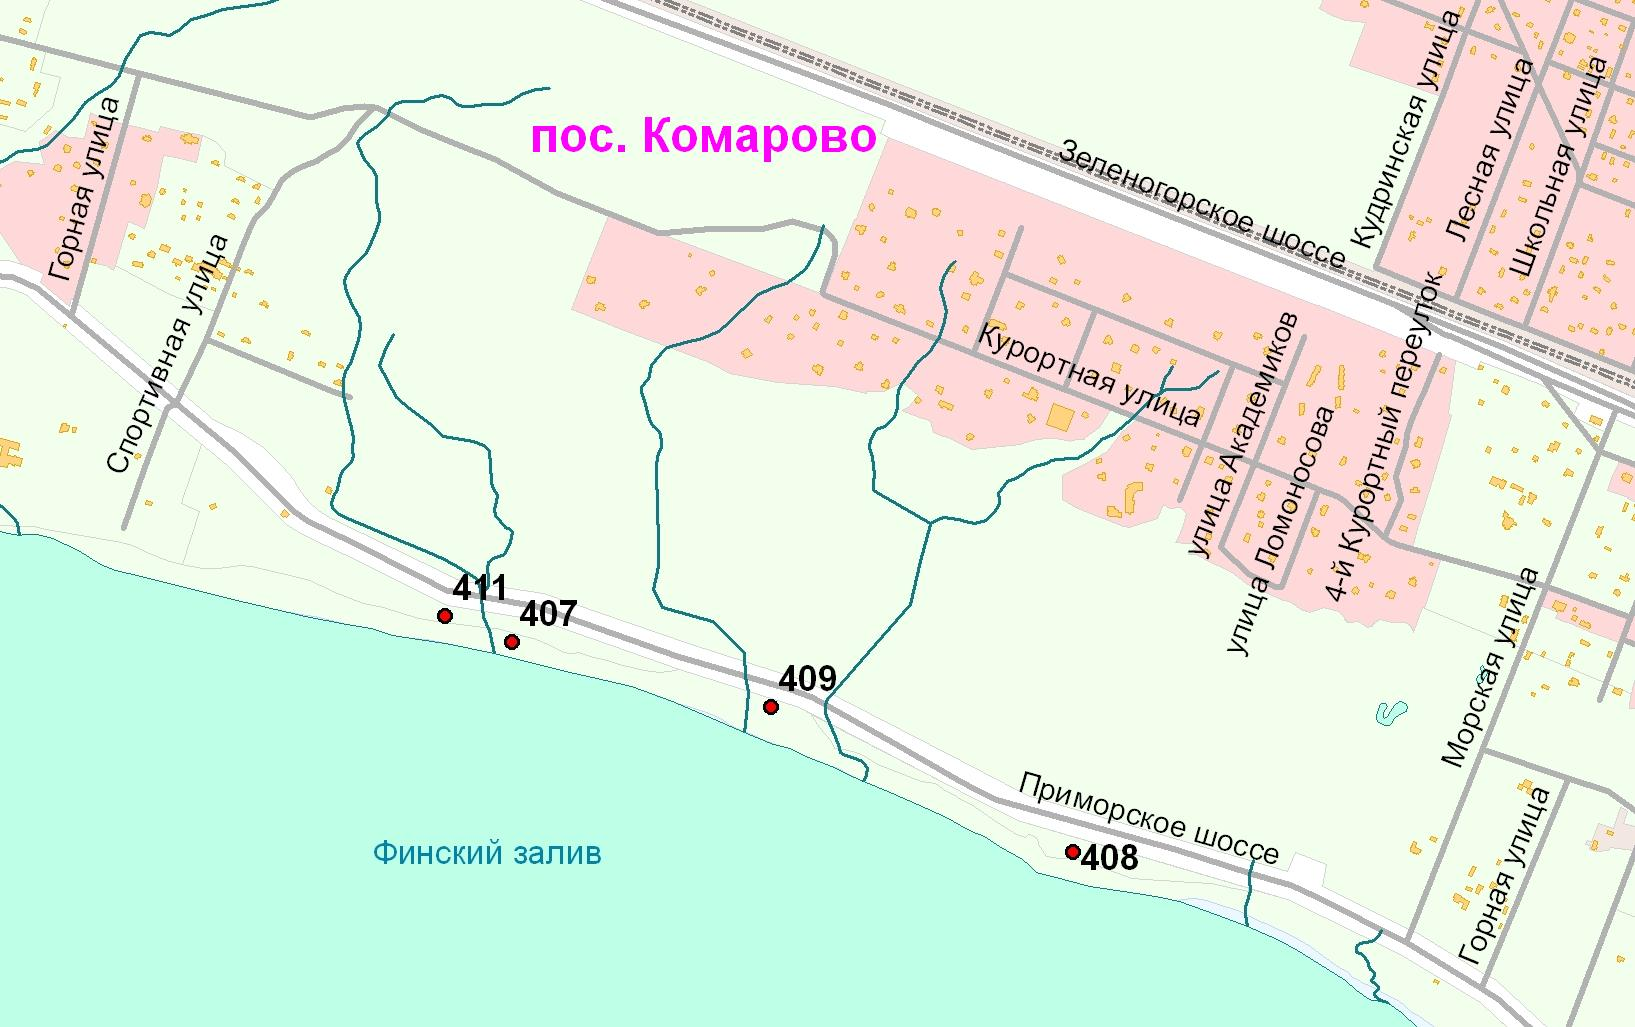 пос. Комарово
Зеленогорское шоссе
Кудринская улица
Лесная улица
Школьная улица
Горная улица
Спортивная улица
Курортная улица
улица Академиков
улица Ломоносова
4-й Курортный переулок
Морская улица
411
407
409
408
Приморское шоссе
Горная улица
Финский залив